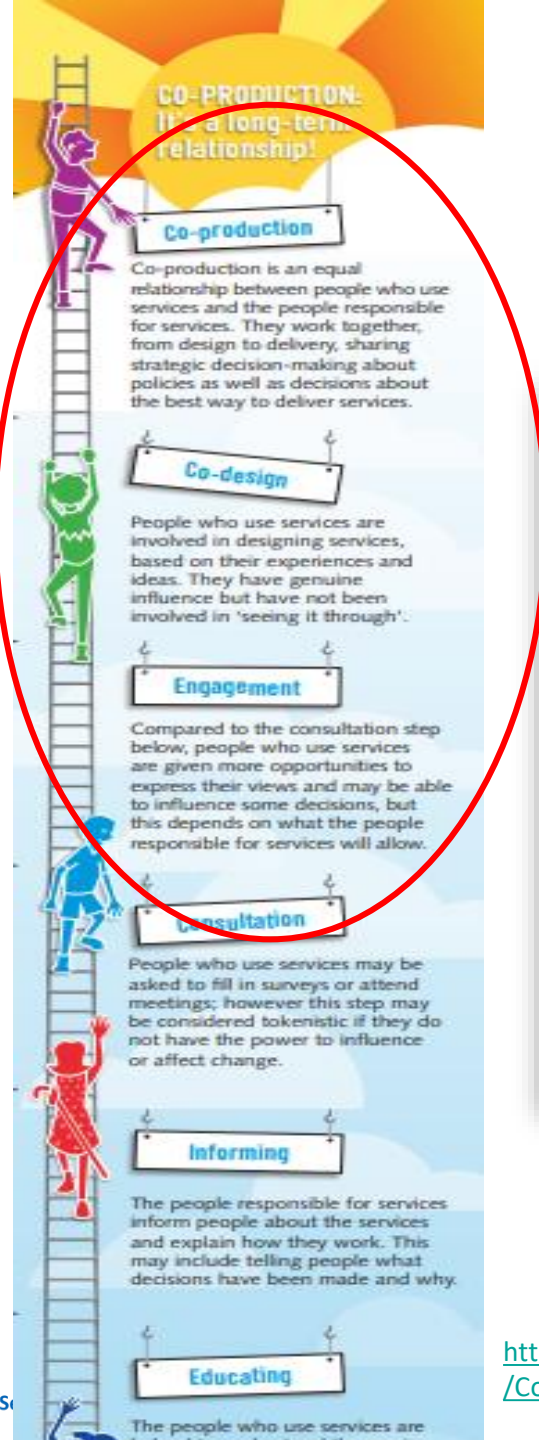 CO-PRODUCTION:
It's a long-term
relationship!
Co-production
Co-production is an equal
relationship between people who use
services and the people responsible
for services. They work together,
from design to delivery, sharing
strategic decision-making about
policies as well as decisions about
the best way to deliver services.
Co-design
People who use services are
involved in designing services,
based on their experiences and
ideas. They have genuine
influence but have not been
involved in 'seeing it through'.
Engagement
Compared to the consultation step
below, people who use services
are given more opportunities to
express their views and may be able
to influence some decisions, but
this depends on what the people
responsible for services will allow.
Consultation
People who use services may be
asked to fill in surveys or attend
meetings; however this step may
be considered tokenistic if they do
not have the power to influence
or affect change.
Informing
The people responsible for services
inform people about the services
and explain how they work. This
may include telling people what
decisions have been made and why.
htt
/Co
Educating
The people who use services are